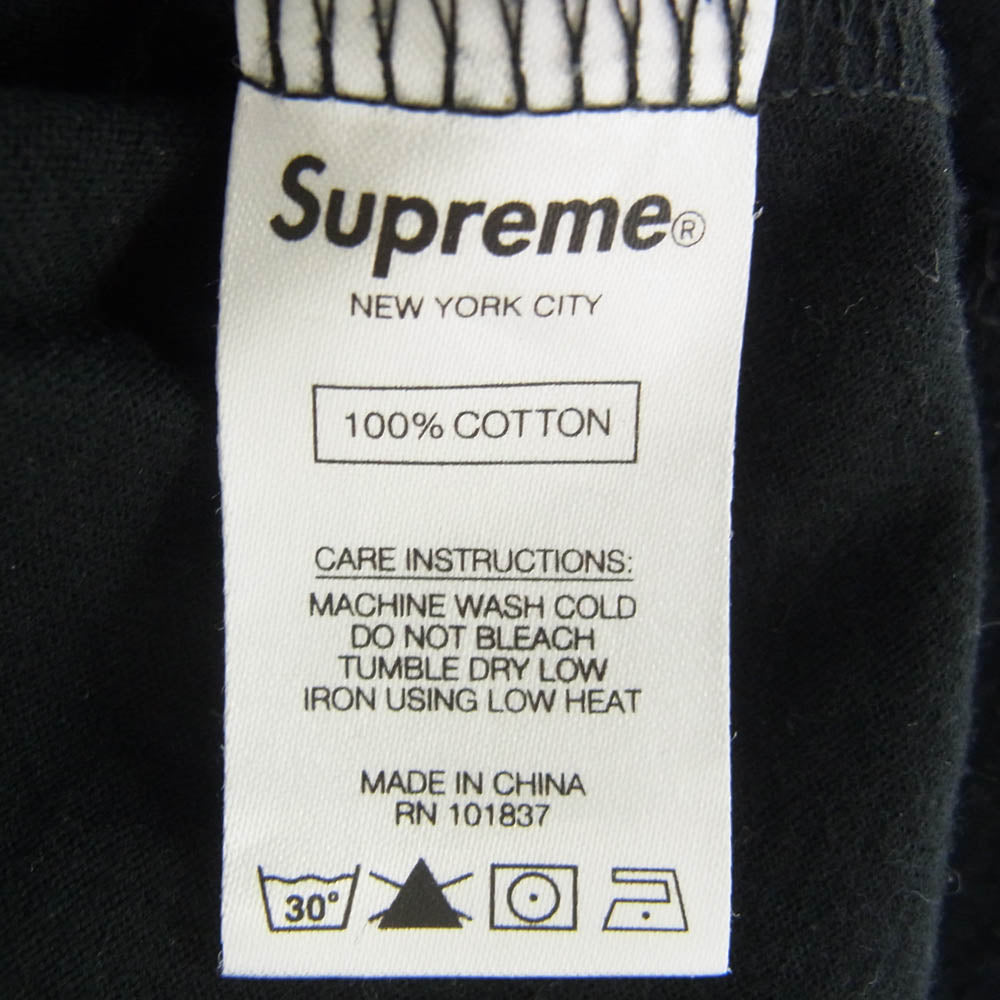 Supreme®
NEW YORK CITY
100% COTTON
CARE INSTRUCTIONS:
MACHINE WASH COLD
DO NOT BLEACH
TUMBLE DRY LOW
IRON USING LOW HEAT
MADE IN CHINA
RN 101837
30°